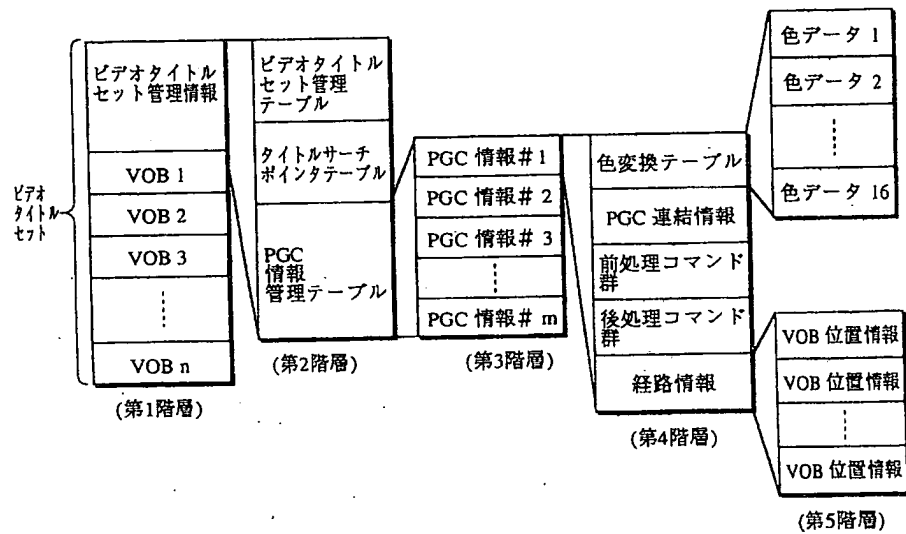 ビデオ
タイトル
セット
ビデオタイトル
セット管理情報
VOB 1
VOB 2
VOB 3
VOB n
(第1階層)
ビデオタイトル
セット管理
テーブル
タイトルサーチ
ポインタテーブル
PGC
情報
管理テーブル
(第2階層)
PGC 情報# 1
PGC 情報# 2
PGC 情報# 3
PGC 情報# m
(第3階層)
色変換テーブル
PGC 連結情報
前処理コマンド
群
後処理コマンド
群
経路情報
(第4階層)
色データ 1
色データ 2
色データ 16
VOB 位置情報
VOB 位置情報
VOB 位置情報
(第5階層)